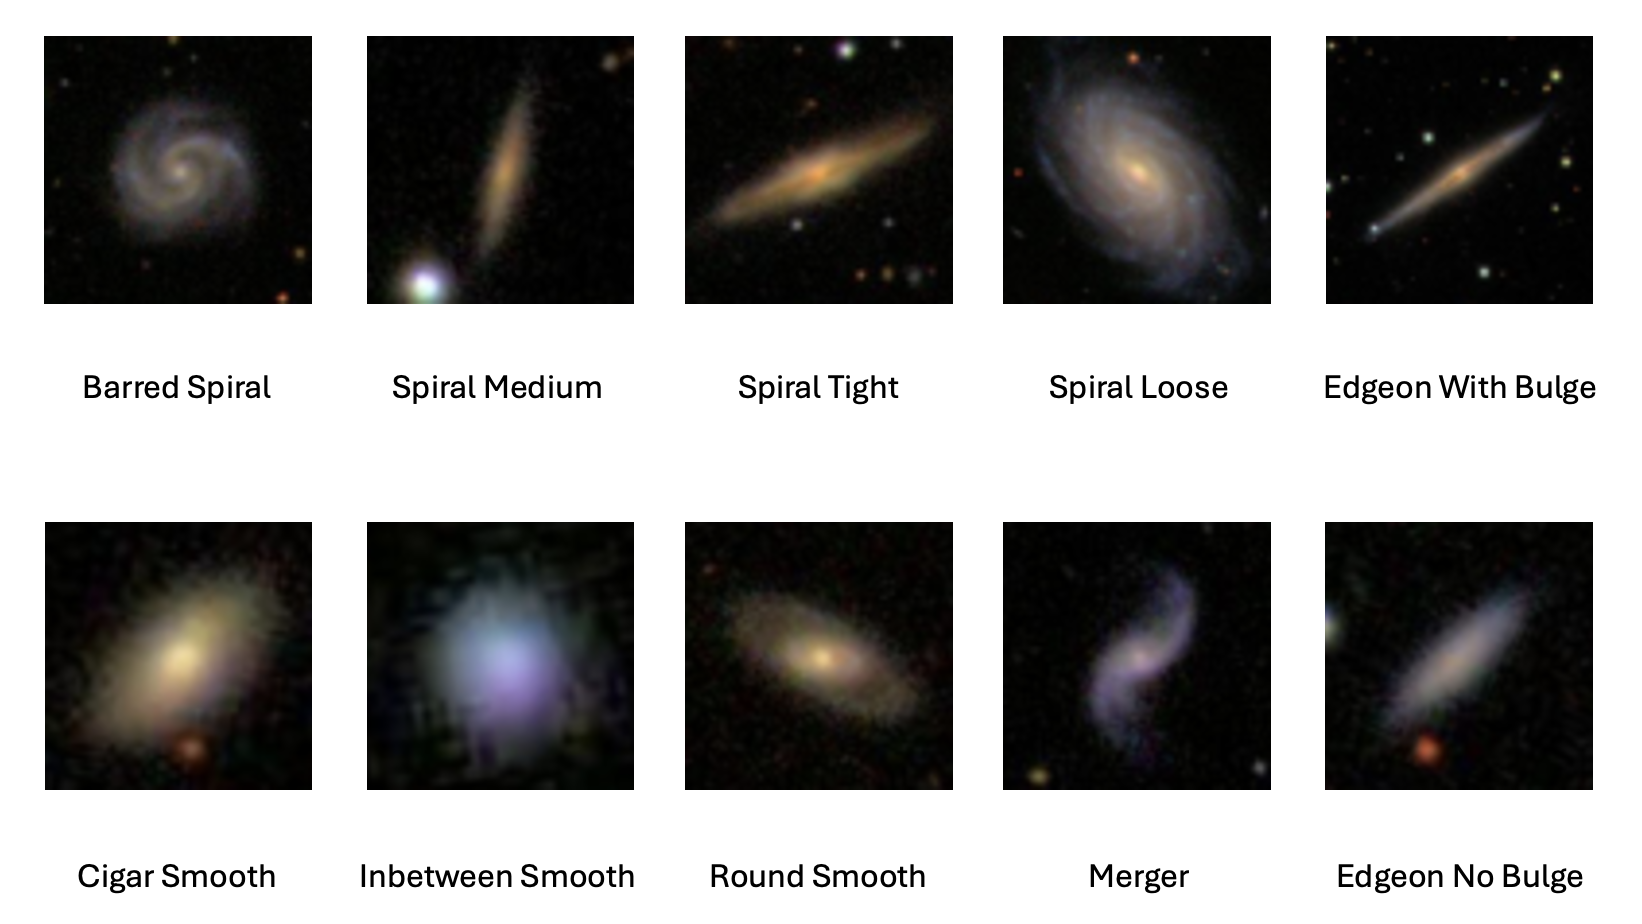 Barred Spiral
Spiral Medium
Spiral Tight
Spiral Loose
Edgeon With Bulge
Cigar Smooth
Inbetween Smooth
Round Smooth
Merger
Edgeon No Bulge